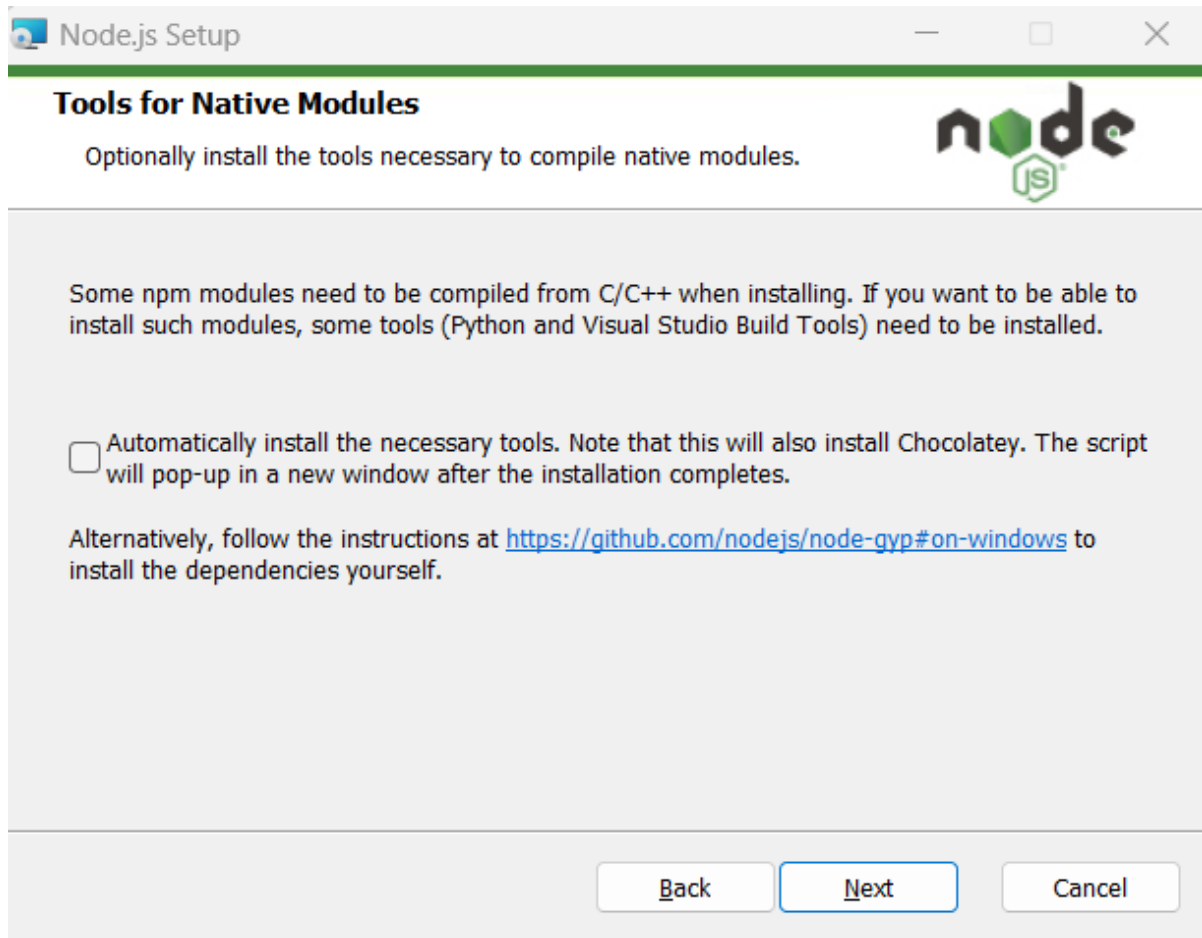 Node.js Setup
Tools for Native Modules
Optionally install the tools necessary to compile native modules.
node
JS
Some npm modules need to be compiled from C/C++ when installing. If you want to be able to
install such modules, some tools (Python and Visual Studio Build Tools) need to be installed.
Automatically install the necessary tools. Note that this will also install Chocolatey. The script
will pop-up in a new window after the installation completes.
Alternatively, follow the instructions at https://github.com/nodejs/node-gyp#on-windows to
install the dependencies yourself.
Back
Next
Cancel